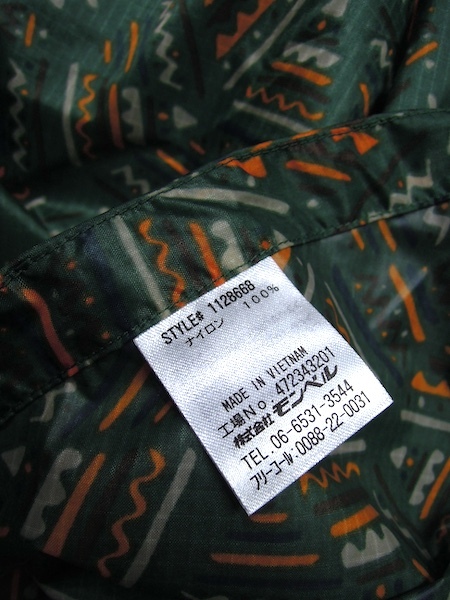 STYLE# 1128668
ナイロン 100%
MADE IN VIETNAM
工場No. 472343201
株式会社モンベル
TEL. 06-6531-3544
フリーコール・0088-22-0031